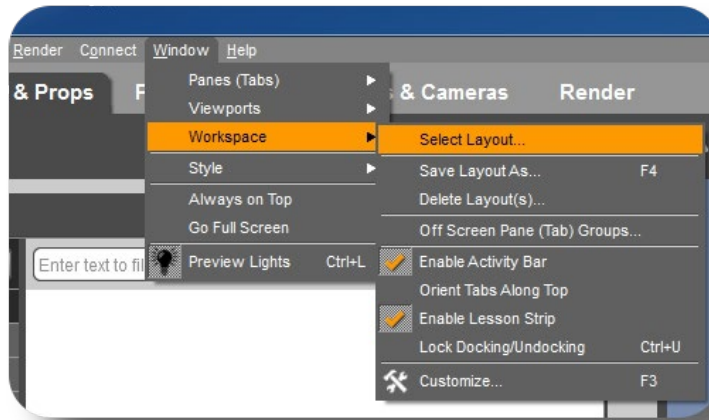 Render Connect Window Help
& Props
& Cameras
Render
Panes (Tabs)
Viewports
Workspace
Style
Always on Top
Go Full Screen
Preview Lights Ctrl+L
Select Layout...
Save Layout As... F4
Delete Layout(s)...
Off Screen Pane (Tab) Groups...
Enable Activity Bar
Orient Tabs Along Top
Enable Lesson Strip
Lock Docking/Undocking Ctrl+U
Customize... F3
Enter text to fil